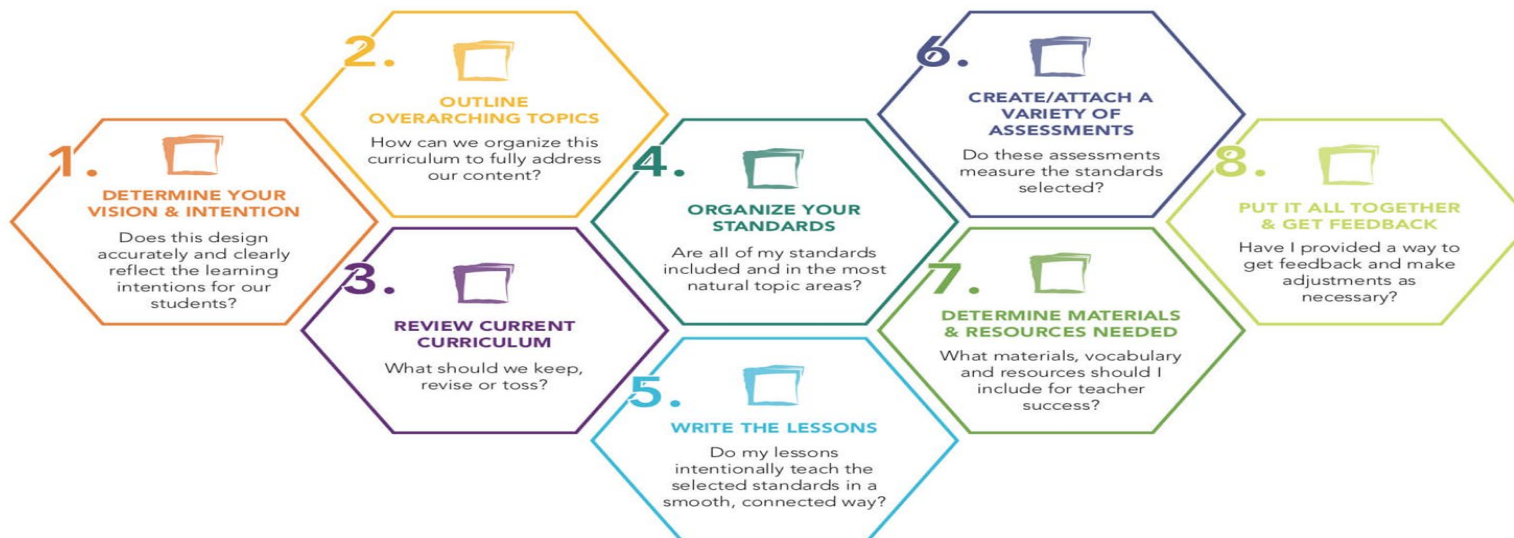 1.
DETERMINE YOUR
VISION & INTENTION
Does this design
accurately and clearly
reflect the learning
intentions for our
students?
2.
OUTLINE
OVERARCHING TOPICS
How can we organize this
curriculum to fully address
our content?
3.
REVIEW CURRENT
CURRICULUM
What should we keep,
revise or toss?
4.
ORGANIZE YOUR
STANDARDS
Are all of my standards
included and in the most
natural topic areas?
5.
WRITE THE LESSONS
Do my lessons
intentionally teach the
selected standards in a
smooth, connected way?
6.
CREATE/ATTACH A
VARIETY OF
ASSESSMENTS
Do these assessments
measure the standards
selected?
7.
DETERMINE MATERIALS
& RESOURCES NEEDED
What materials, vocabulary
and resources should I
include for teacher
success?
8.
PUT IT ALL TOGETHER
& GET FEEDBACK
Have I provided a way to
get feedback and make
adjustments as
necessary?